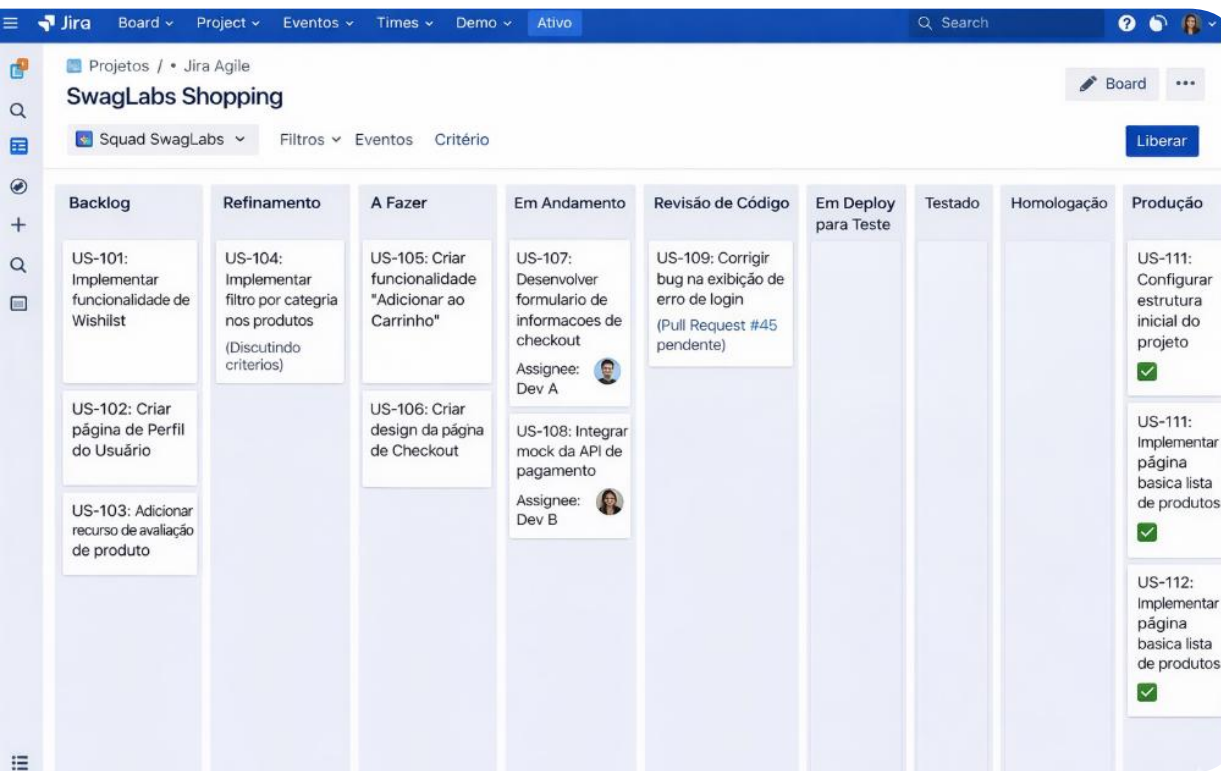 Jira Board Project Eventos Times Demo Ativo Search ?
Projetos / • Jira Agile
SwagLabs Shopping
Board •••
Squad SwagLabs Filtros Eventos Critério
Liberar
Backlog
US-101:
Implementar
funcionalidade de
Wishilst
US-102: Criar
página de Perfil
do Usuário
US-103: Adicionar
recurso de avaliação
de produto
Refinamento
US-104:
Implementar
filtro por categria
nos produtos
(Discutindo
criterios)
A Fazer
US-105: Criar
funcionalidade
"Adicionar ao
Carrinho"
US-106: Criar
design da página
de Checkout
Em Andamento
US-107:
Desenvolver
formulario de
informacoes de
checkout
Assignee:
Dev A
US-108: Integrar
mock da API de
pagamento
Assignee:
Dev B
Revisão de Código
US-109: Corrigir
bug na exibição de
erro de login
(Pull Request #45
pendente)
Em Deploy
para Teste
Testado
Homologação
Produção
US-111:
Configurar
estrutura
inicial do
projeto
US-111:
Implementar
página
basica lista
de produtos
US-112:
Implementar
página
basica lista
de produtos